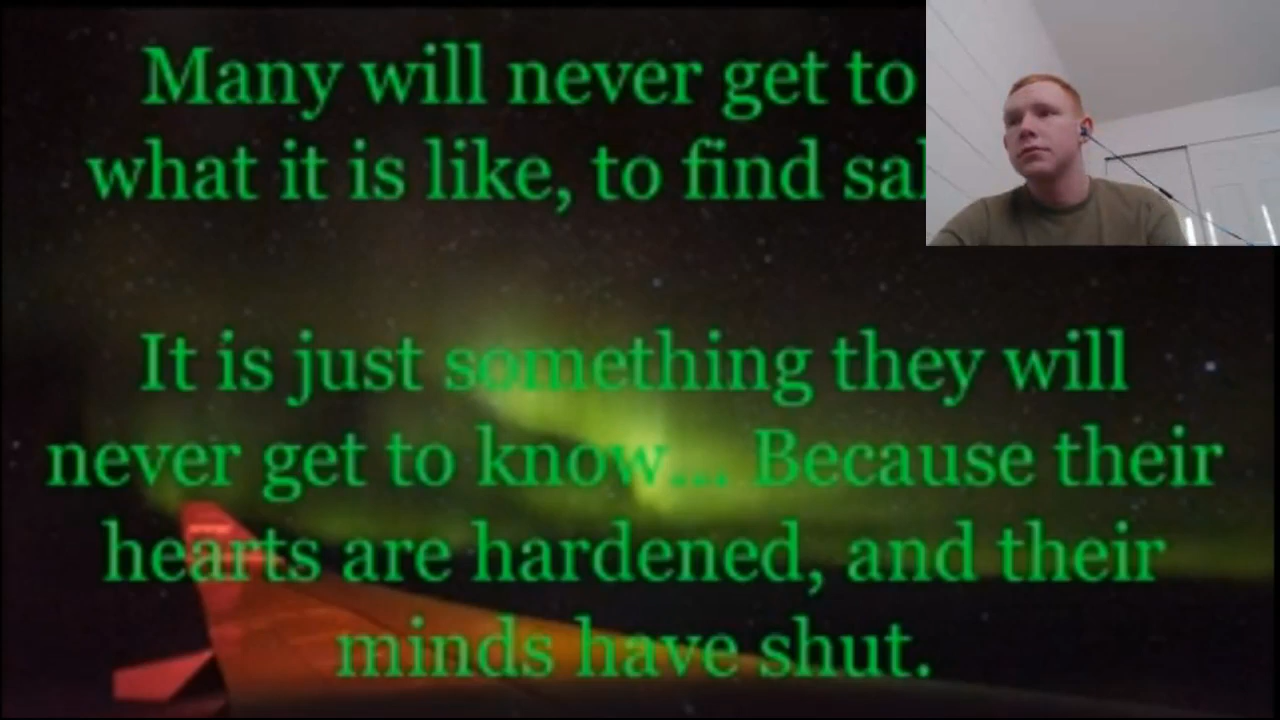 Many will never get to
what it is like, to find
It is just something they will
never get to know... Because their
hearts are hardened, and their
minds have shut.